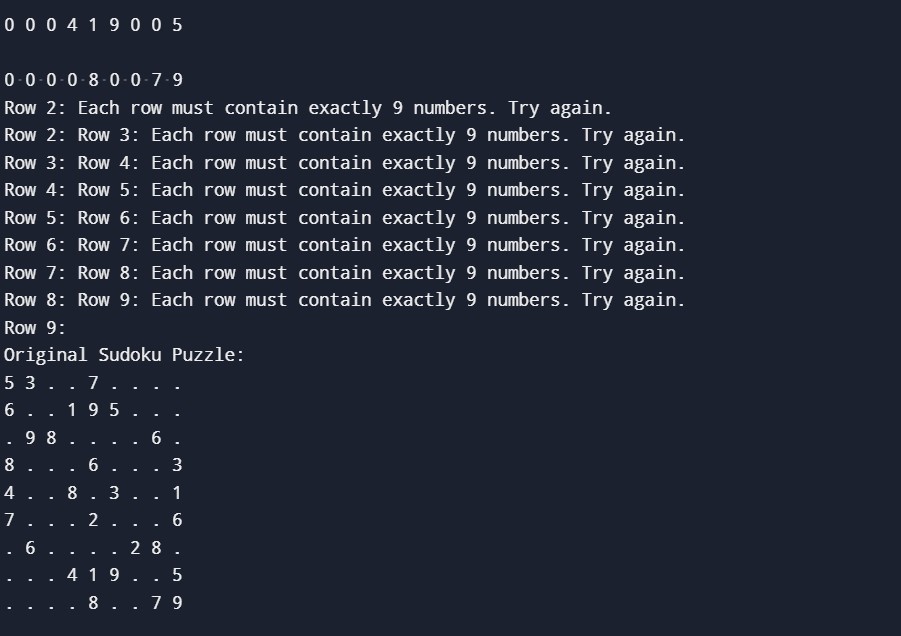 0 0 0 4 1 9 0 0 5
0·0·0·0·8·0·0·7·9
Row 2: Each row must contain exactly 9 numbers. Try again.
Row 2: Row 3: Each row must contain exactly 9 numbers. Try again.
Row 3: Row 4: Each row must contain exactly 9 numbers. Try again.
Row 4: Row 5: Each row must contain exactly 9 numbers. Try again.
Row 5: Row 6: Each row must contain exactly 9 numbers. Try again.
Row 6: Row 7: Each row must contain exactly 9 numbers. Try again.
Row 7: Row 8: Each row must contain exactly 9 numbers. Try again.
Row 8: Row 9: Each row must contain exactly 9 numbers. Try again.
Row 9:
Original Sudoku Puzzle:
5 3 . . 7 . . . .
6 . . 1 9 5 . . .
. 9 8 . . . . 6 .
8 . . . 6 . . . 3
4 . . 8 . 3 . . 1
7 . . . 2 . . . 6
. 6 . . . . 2 8 .
. . . 4 1 9 . . 5
. . . . 8 . . 7 9